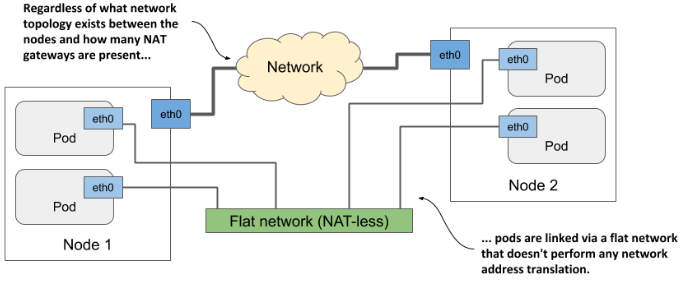 Regardless of what network
topology exists between the
nodes and how many NAT
gateways are present...
Network
eth0
eth0
Pod
eth0
Pod
Node 2
eth0
eth0
Pod
eth0
Pod
Node 1
Flat network (NAT-less)
... pods are linked via a flat network
that doesn't perform any network
address translation.